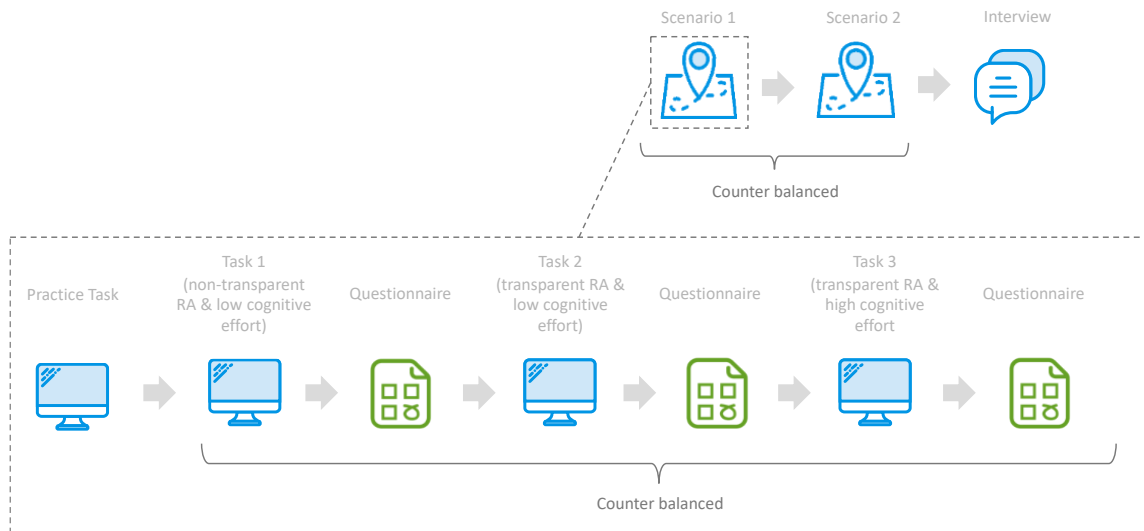 Scenario 1
Scenario 2
Interview
Counter balanced
Practice Task
Task 1
(non-transparent
RA & low cognitive
effort)
Questionnaire
Task 2
(transparent RA &
low cognitive
effort)
Questionnaire
Task 3
(transparent RA &
high cognitive
effort
Questionnaire
Counter balanced